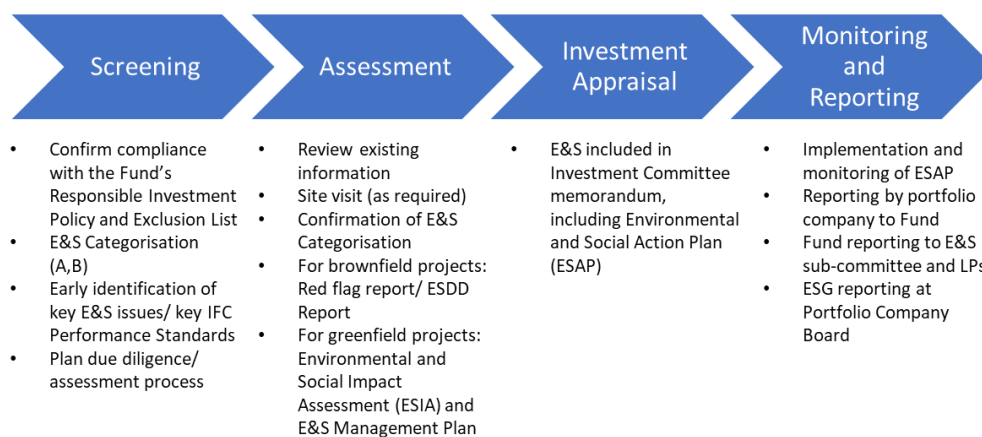 Screening
Assessment
Investment
Appraisal
Monitoring
and
Reporting
• Confirm compliance
with the Fund's
Responsible Investment
Policy and Exclusion List
• E&S Categorisation
(A,B)
• Early identification of
key E&S issues/ key IFC
Performance Standards
• Plan due diligence/
assessment process
• Review existing
information
• Site visit (as required)
• Confirmation of E&S
Categorisation
• For brownfield projects:
Red flag report/ ESDD
Report
• For greenfield projects:
Environmental and
Social Impact
Assessment (ESIA) and
E&S Management Plan
• E&S included in
Investment Committee
memorandum,
including Environmental
and Social Action Plan
(ESAP)
• Implementation and
monitoring of ESAP
• Reporting by portfolio
company to Fund
• Fund reporting to E&S
sub-committee and LPs
• ESG reporting at
Portfolio Company
Board